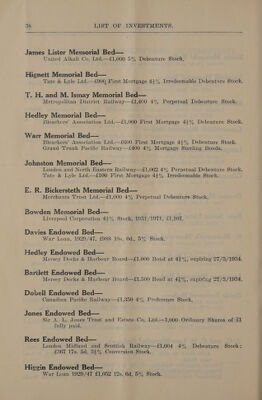 78 LIST OF INVESTMENTS.
James Lister Memorial Bed—
United Alkali Co. Ltd.—£1,000 5% Debenture Stock.
Hignett Memorial Bed—
Tate & Lyle Ltd.—£998 First Mortgage 4½% Irredeemable Debenture Stock.
T. H. and M. Ismay Memorial Bed—
Metropolitan District Railway—£1,400 4% Perpetual Debenture Stock.
Hedley Memorial Bed—
Bleachers' Association Ltd.—£1,000 First Mortgage 4½% Debenture Stock.
Warr Memorial Bed—
Bleachers' Association Ltd.—£600 First Mortgage 4½% Debenture Stock.
Grand Trunk Pacific Railway—£400 4% Mortgage Sterling Bonds.
Johnston Memorial Bed—
London and North Eastern Railway—£1,062 4% Perpetual Debenture Stock.
Tate & Lyle Ltd.—£100 First Mortgage 4½% Irredeemable Stock.
E. R. Bickersteth Memorial Bed—
Merchants Trust Ltd.—£1,000 4% Perpetual Debenture Stock.
Bowden Memorial Bed—
Liverpool Corporation 4½% Stock, 1951/1971, £1,101.
Davies Endowed Bed—
War Loan, 1929/47, £988 18s. 0d., 5% Stock.
Hedley Endowed Bed—
Mersey Docks & Harbour Board—£1,000 Bond at 4½%, expiring 27/3/1934.
Bartlett Endowed Bed—
Mersey Docks & Harbour Board—£1,500 Bond at 4½%, expiring 27/3/1934.
Dobell Endowed Bed—
Canadian Pacific Railway—£1,350 4% Preference Stock.
Jones Endowed Bed—
Sir A. L. Jones Trust and Estate Co. Ltd.—1,000 Ordinary Shares of £1
fully paid.
Rees Endowed Bed—
London Midland and Scottish Railway—£1,004 4% Debenture Stock;
£367 17s. 5d. 3½% Conversion Stock.
Higgin Endowed Bed—
War Loan 1929/47 £1,052 12s. 6d. 5% Stock.